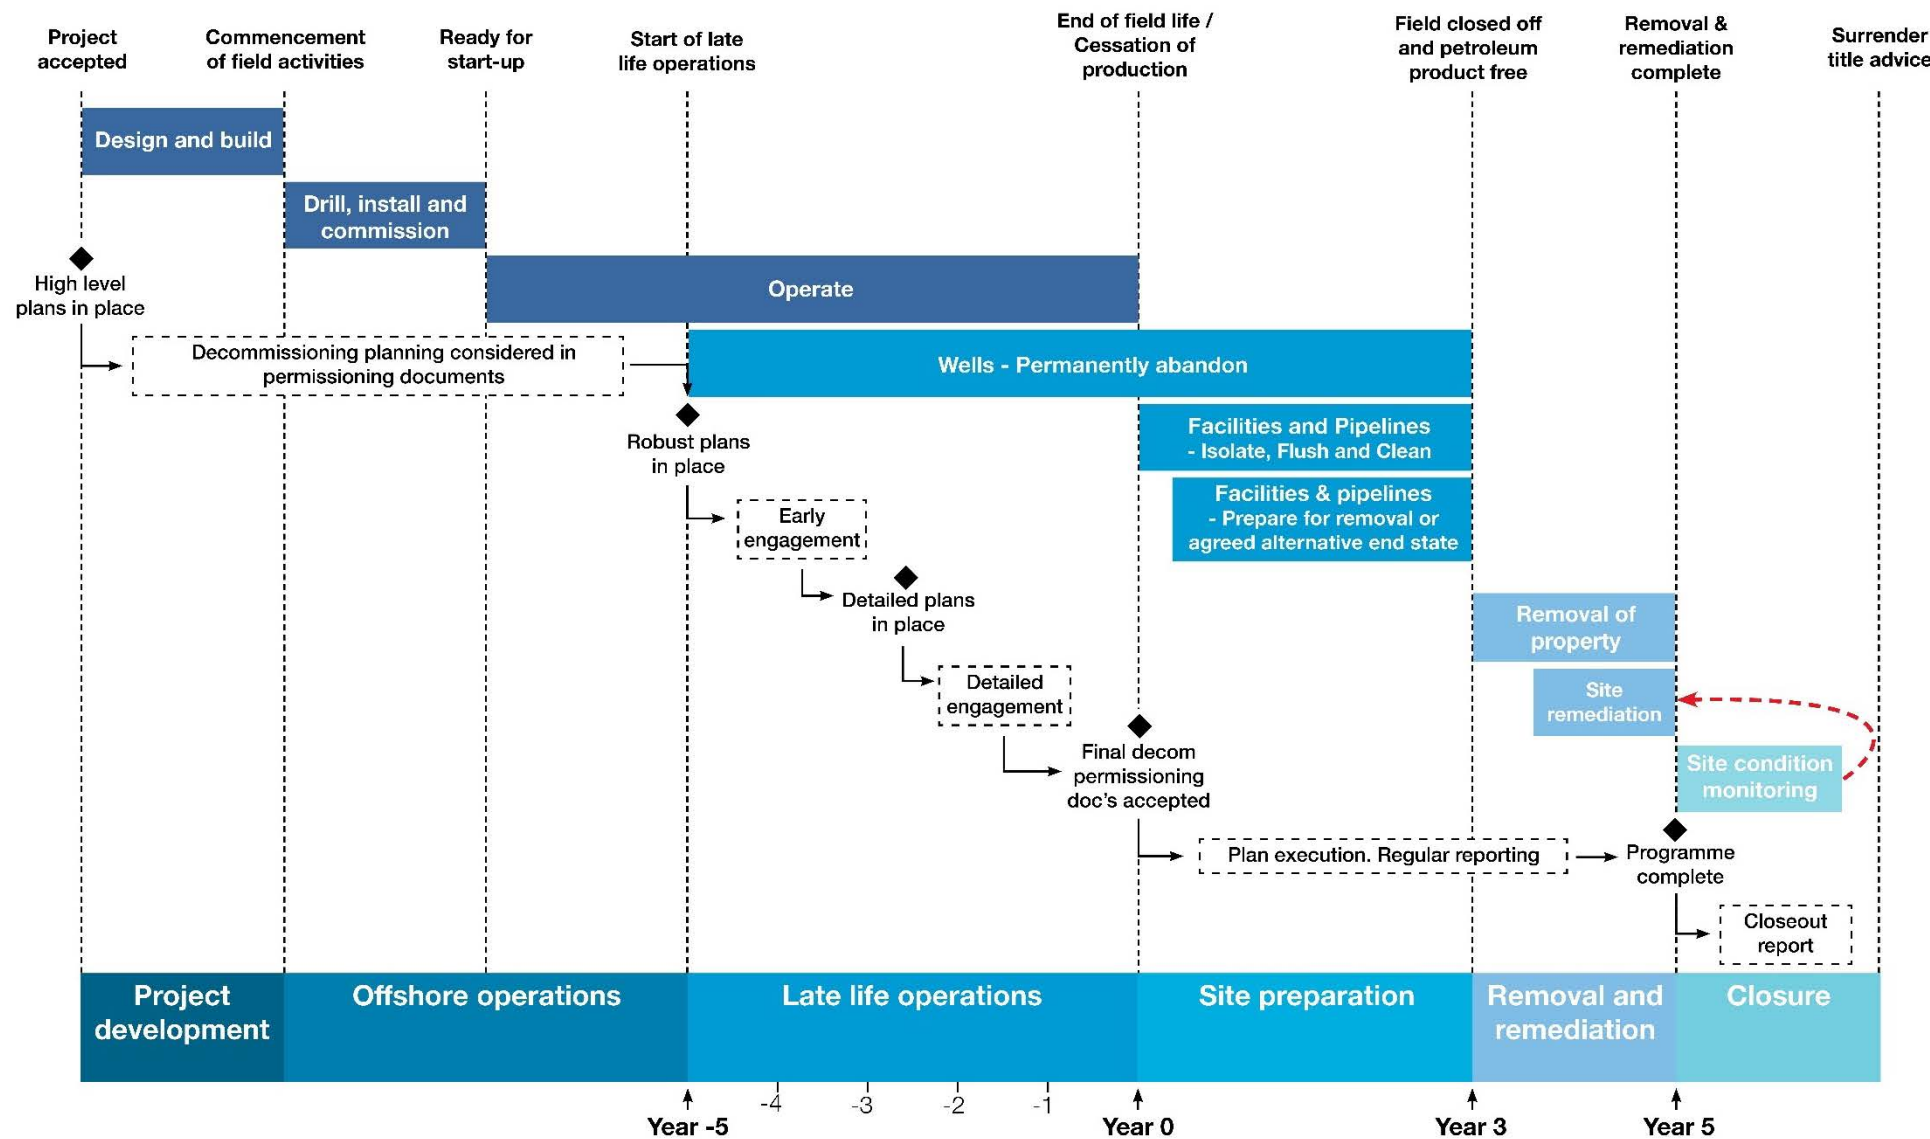 Project
accepted
Commencement
of field activities
Ready for
start-up
Start of late
life operations
End of field life /
Cessation of
production
Field closed off
and petroleum
product free
Removal &
remediation
complete
Surrender
title advice
Design and build
Drill, install and
commission
High level
plans in place
Operate
Decommissioning planning considered in
permissioning documents
Wells - Permanently abandon
Robust plans
in place
Facilities and Pipelines
- Isolate, Flush and Clean
Facilities & pipelines
- Prepare for removal or
agreed alternative end state
Early
engagement
Detailed plans
in place
Removal of
property
Detailed
engagement
Site
remediation
Final decom
permissioning
doc's accepted
Site condition
monitoring
Plan execution. Regular reporting
Programme
complete
Closeout
report
Project
development
Offshore operations
Late life operations
Site preparation
Removal and
remediation
Closure
-4
-3
-2
-1
Year -5
Year 0
Year 3
Year 5